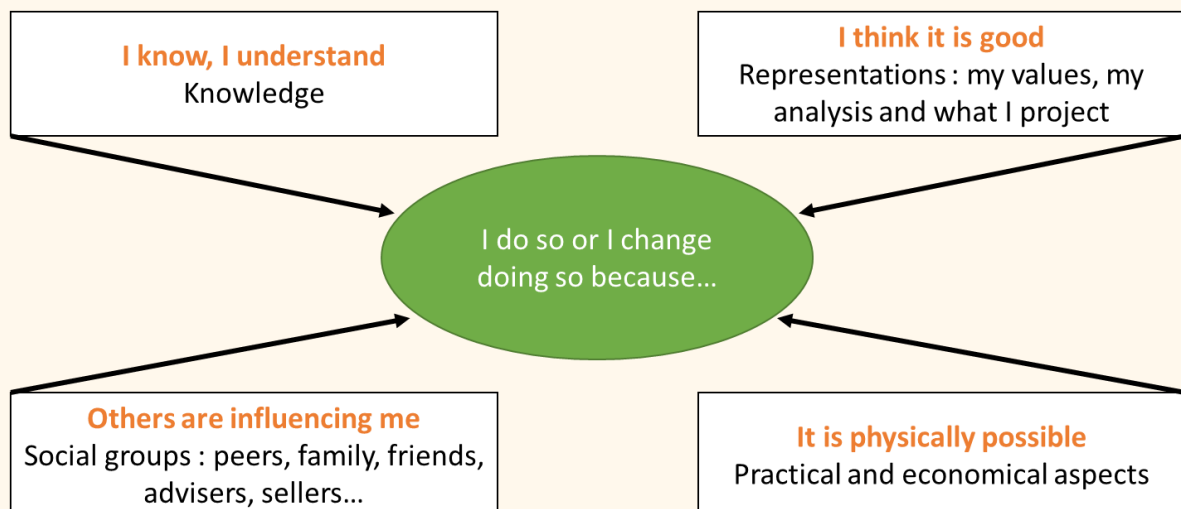 I know, I understand
Knowledge
I think it is good
Representations : my values, my
analysis and what I project
I do so or I change
doing so because...
Others are influencing me
Social groups : peers, family, friends,
advisers, sellers...
It is physically possible
Practical and economical aspects